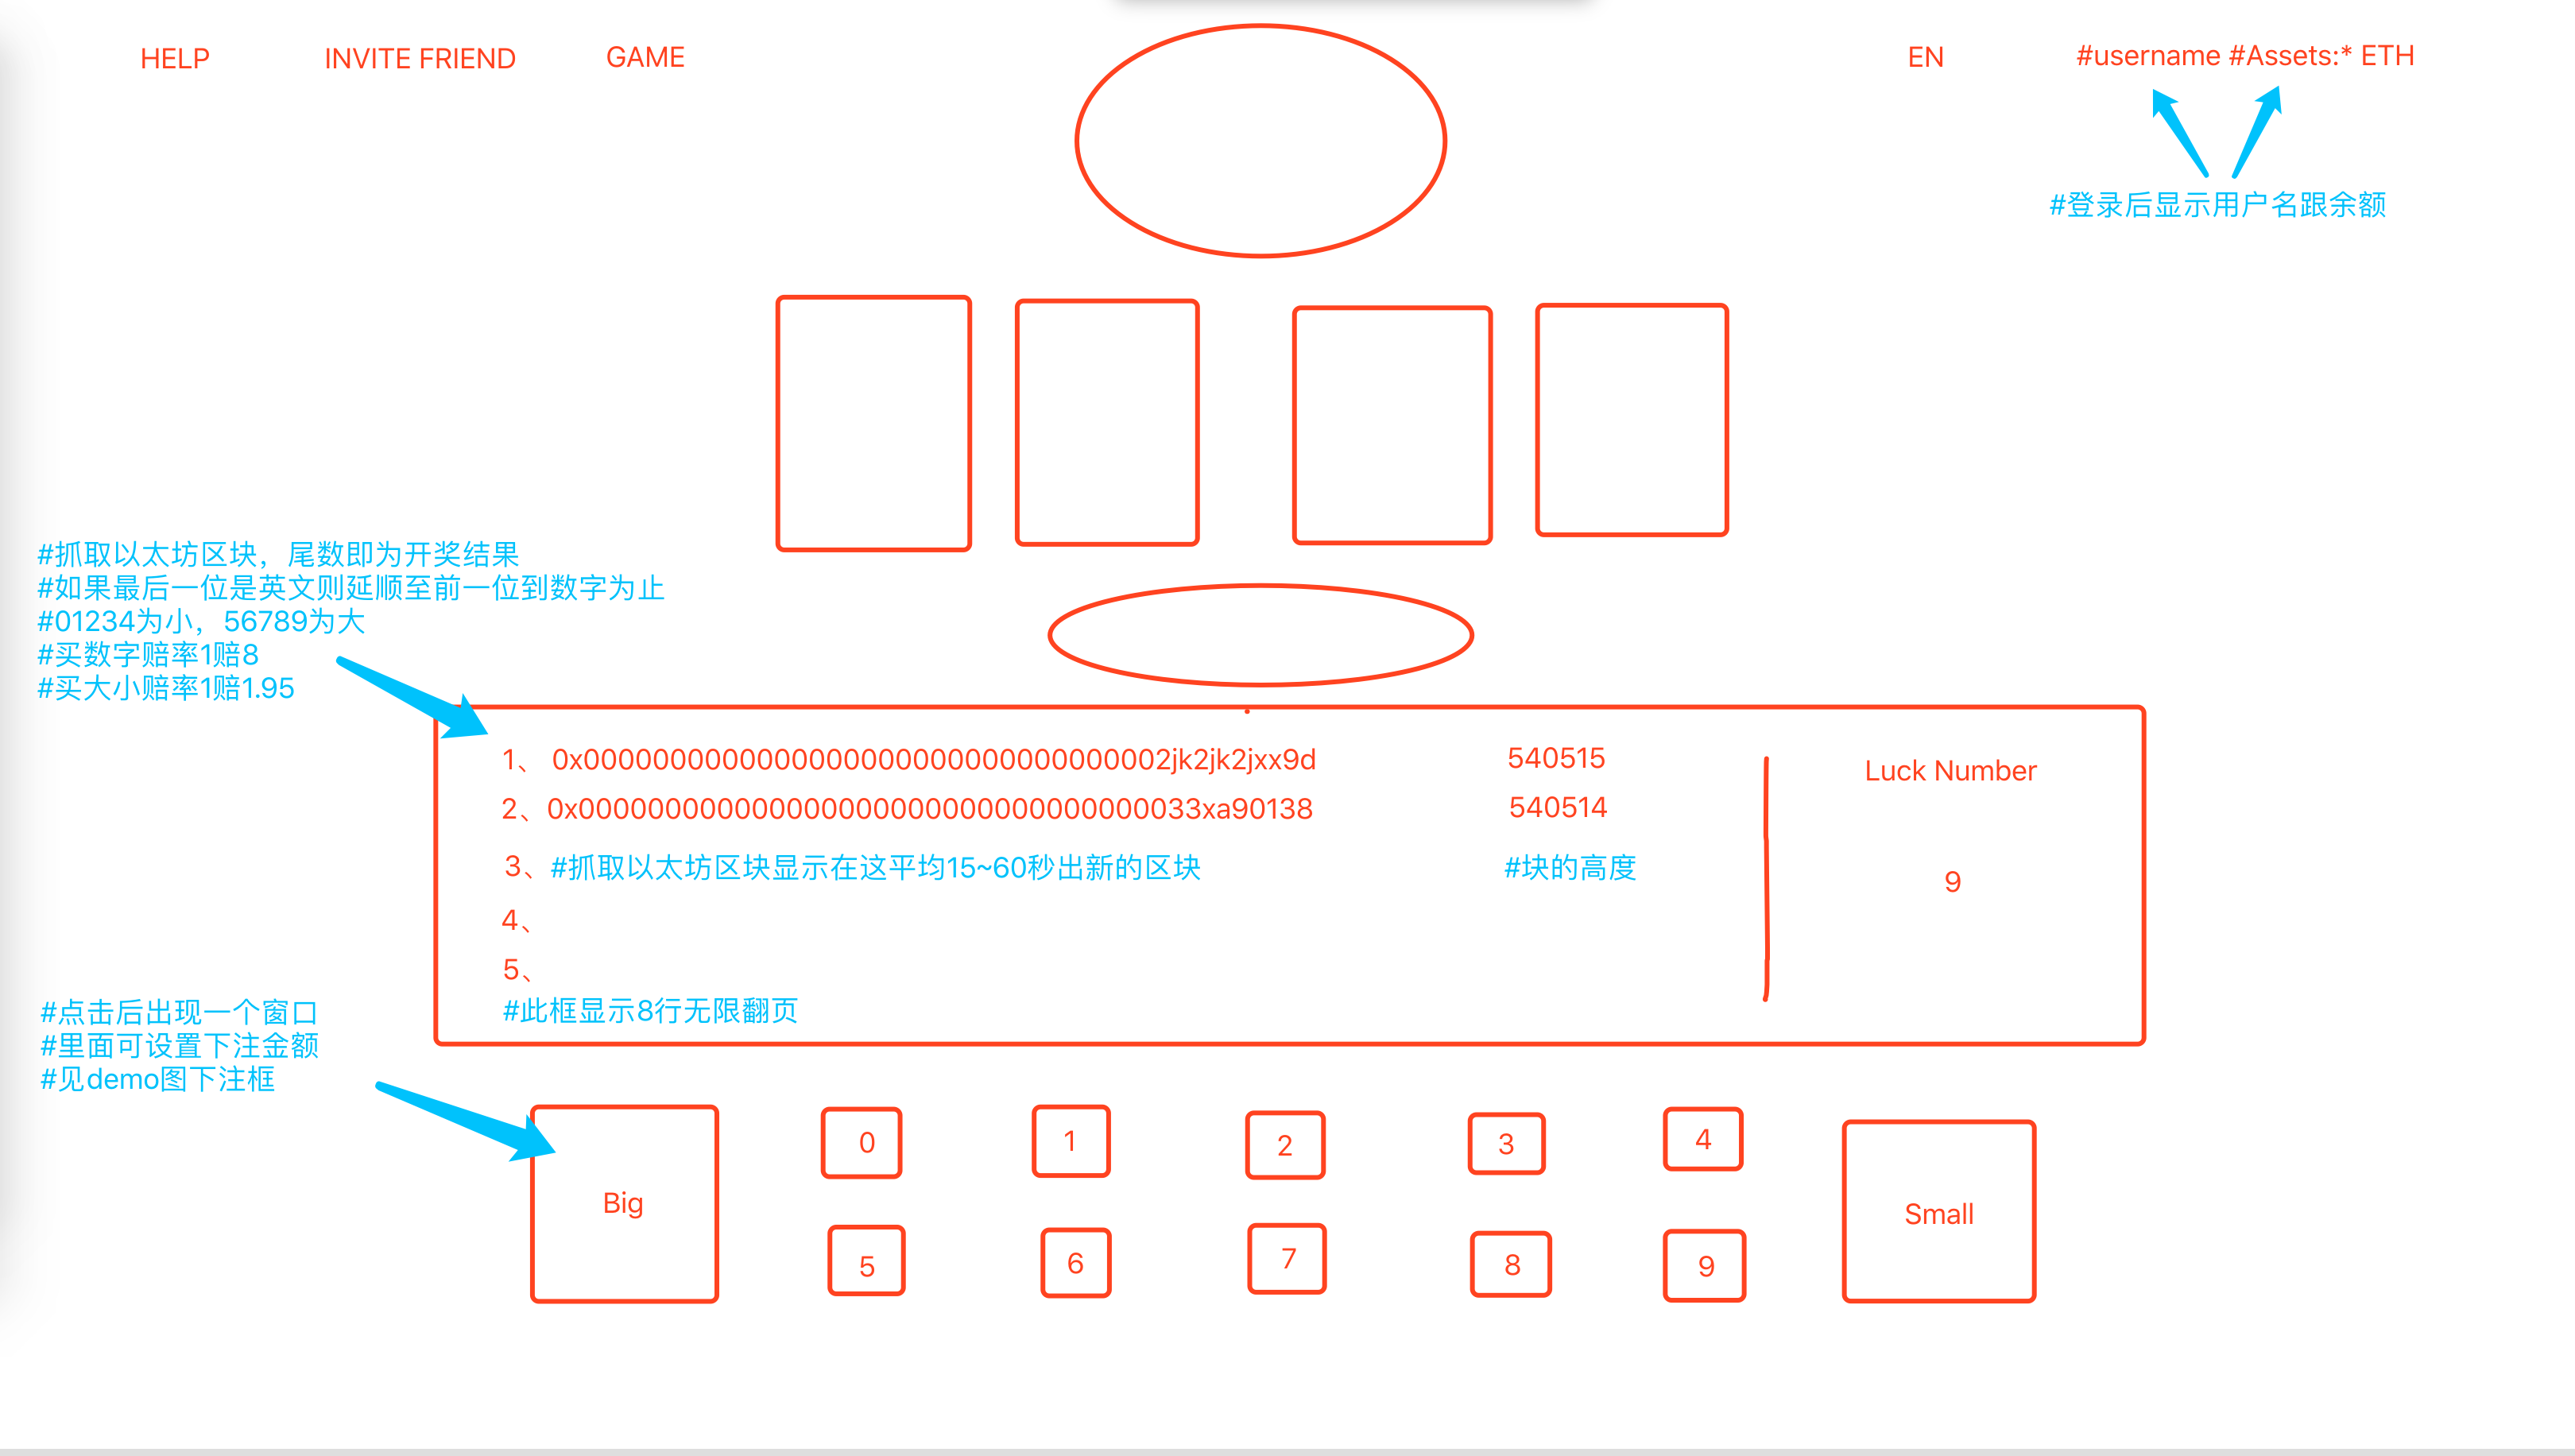 HELP INVITE FRIEND GAME EN #username #Assets:* ETH
#登录后显示用户名跟余额
#抓取以太坊区块，尾数即为开奖结果
#如果最后一位是英文则延顺至前一位到数字为止
#01234为小，56789为大
#买数字赔率1赔8
#买大小赔率1赔1.95
1、 0x00000000000000000000000000000000002jk2jk2jxx9d 540515
2、0x000000000000000000000000000000000033xa90138 540514
3、#抓取以太坊区块显示在这平均15~60秒出新的区块 #块的高度
4、
5、
#此框显示8行无限翻页
Luck Number
9
#点击后出现一个窗口
#里面可设置下注金额
#见demo图下注框
Big 0 1 2 3 4 Small
5 6 7 8 9